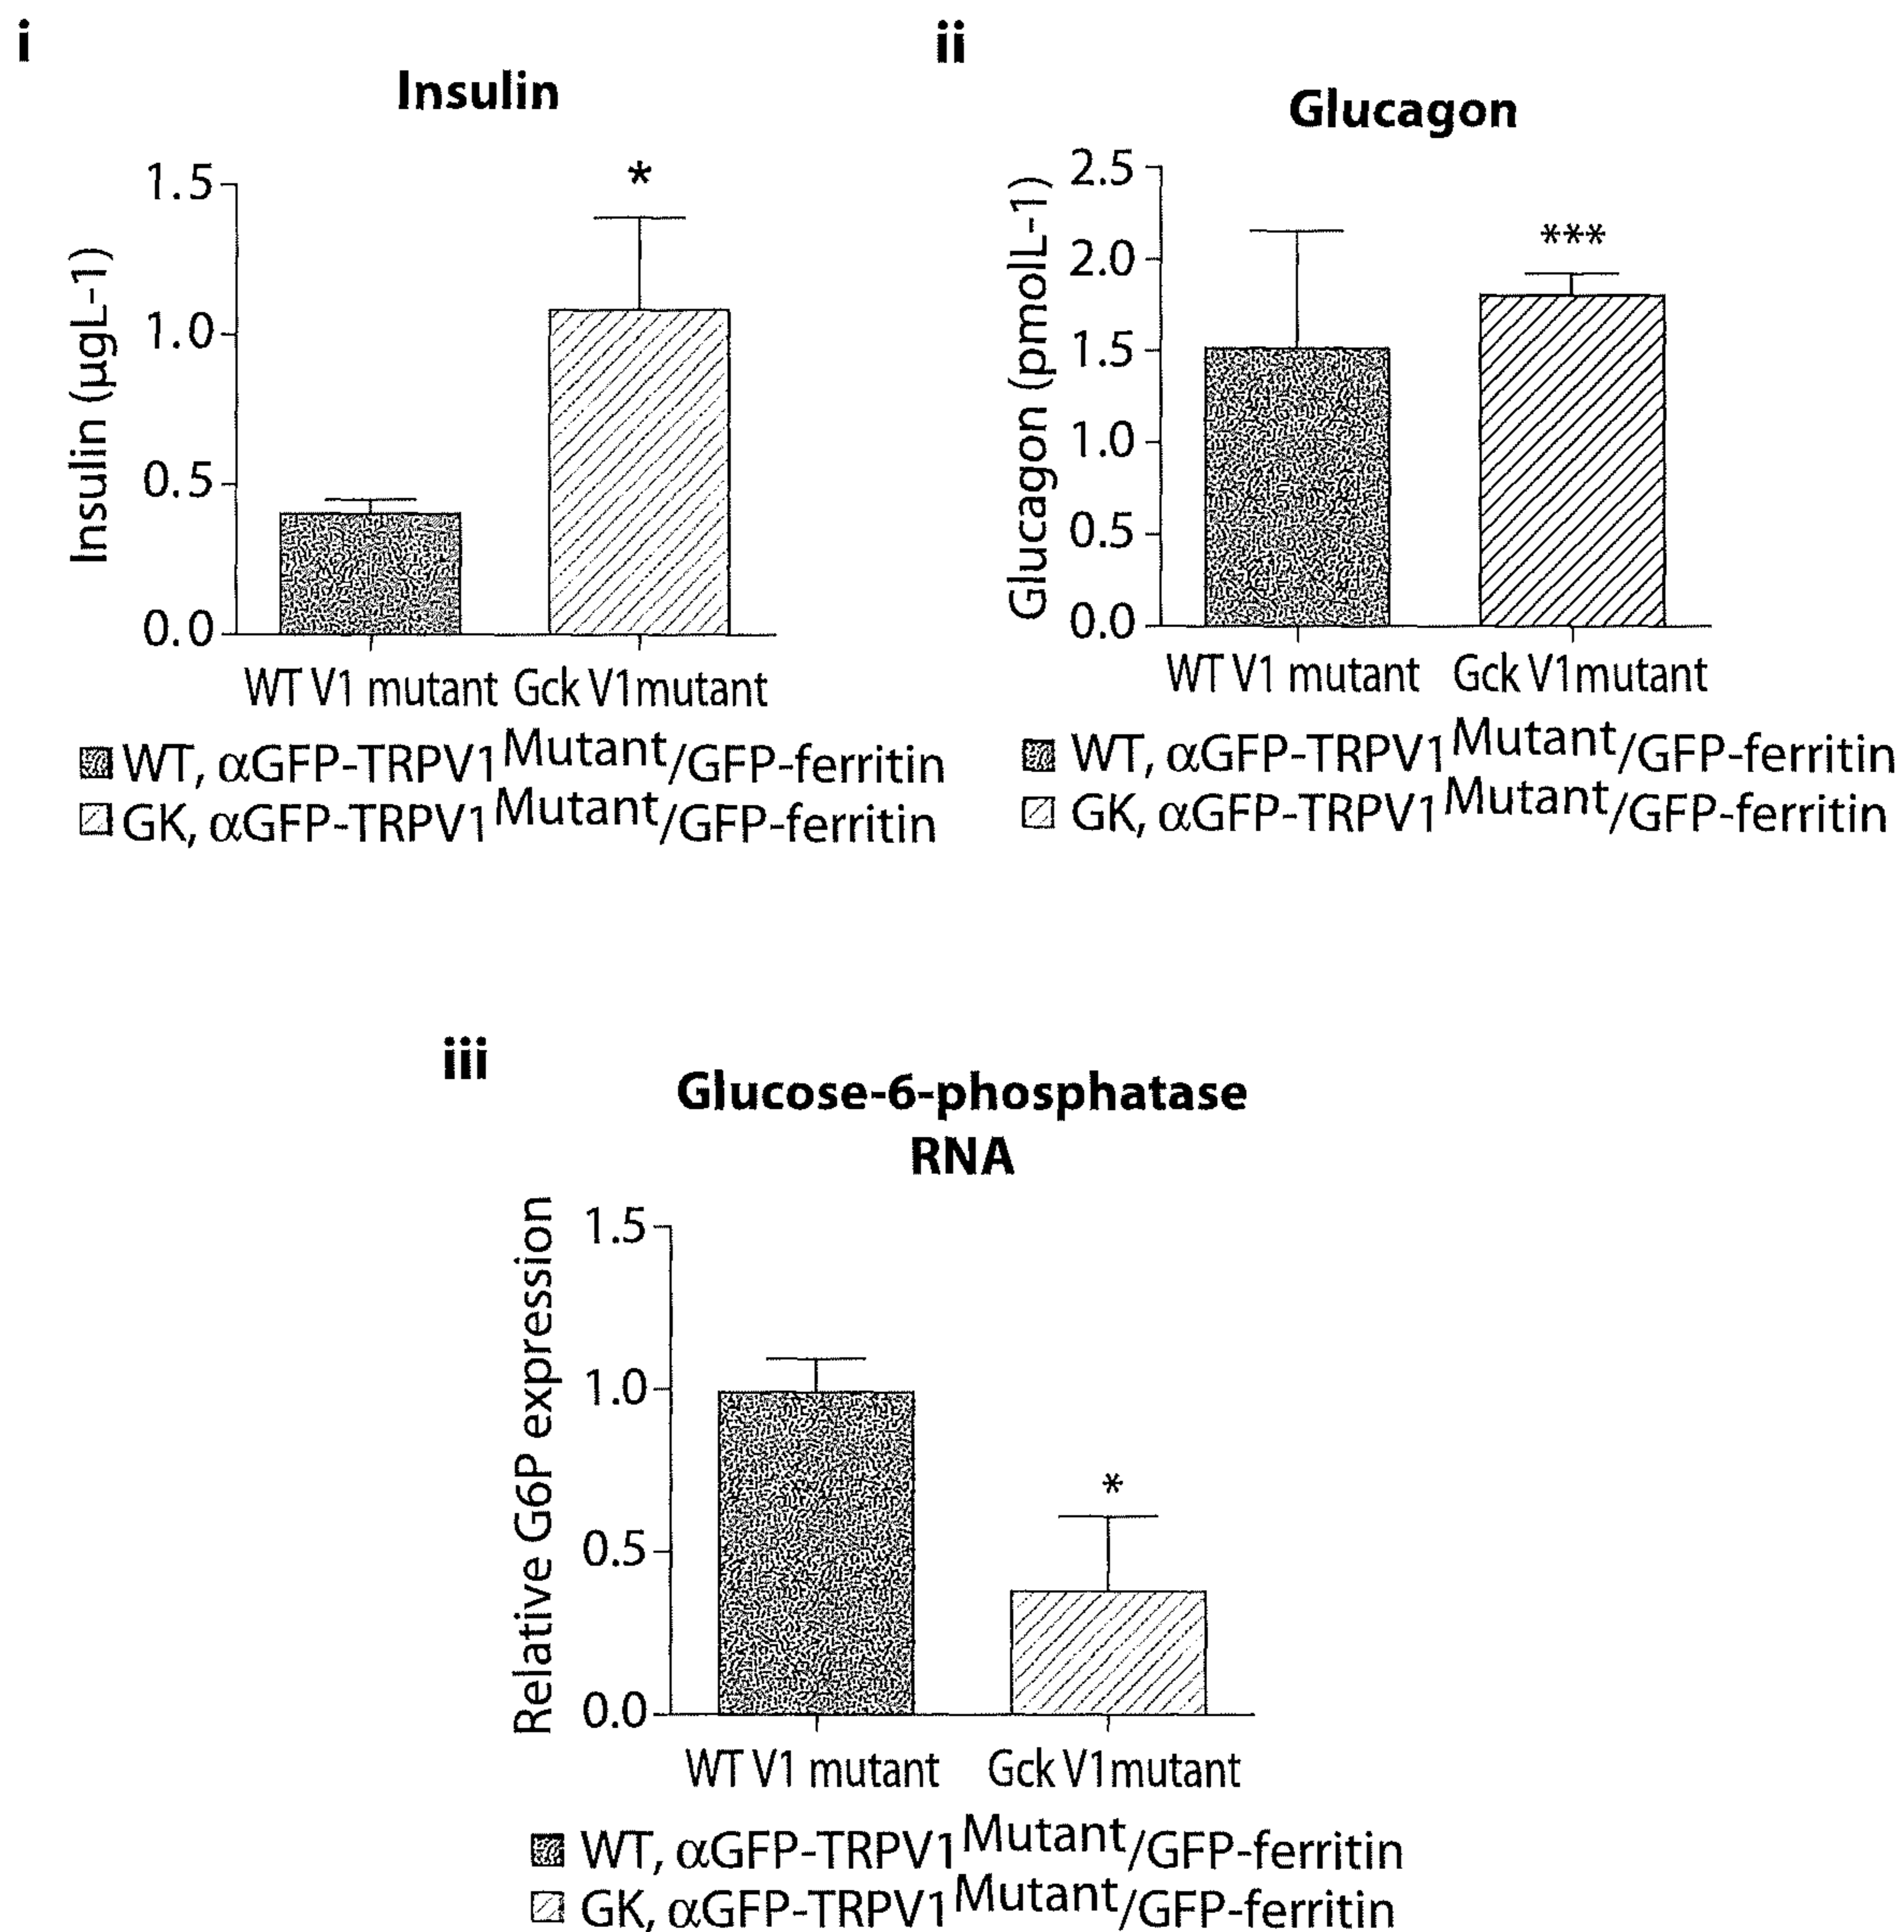 i
Insulin
*
1.5
1.0
0.5
0.0
Insulin (µgL-1)
WT V1 mutant Gck V1mutant
WT, αGFP-TRPV1Mutant/GFP-ferritin
GK, αGFP-TRPV1Mutant/GFP-ferritin
ii
Glucagon
***
2.5
2.0
1.5
1.0
0.5
0.0
Glucagon (pmolL-1)
WT V1 mutant Gck V1mutant
WT, αGFP-TRPV1Mutant/GFP-ferritin
GK, αGFP-TRPV1Mutant/GFP-ferritin
iii
Glucose-6-phosphatase
RNA
1.5
1.0
0.5
0.0
*
Relative G6P expression
WT V1 mutant Gck V1mutant
WT, αGFP-TRPV1Mutant/GFP-ferritin
GK, αGFP-TRPV1Mutant/GFP-ferritin